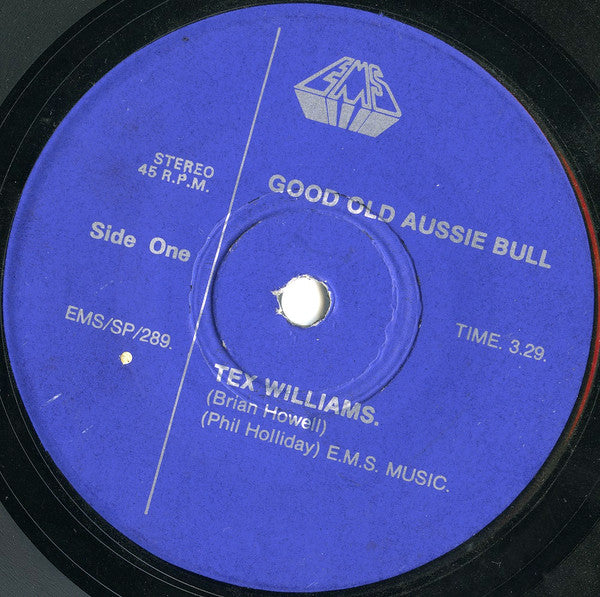 EMS
STEREO
45 R.P.M.
GOOD OLD AUSSIE BULL
Side One
EMS/SP/289.
TIME. 3.29.
TEX WILLIAMS.
(Brian Howell)
(Phil Holliday) E.M.S. MUSIC.